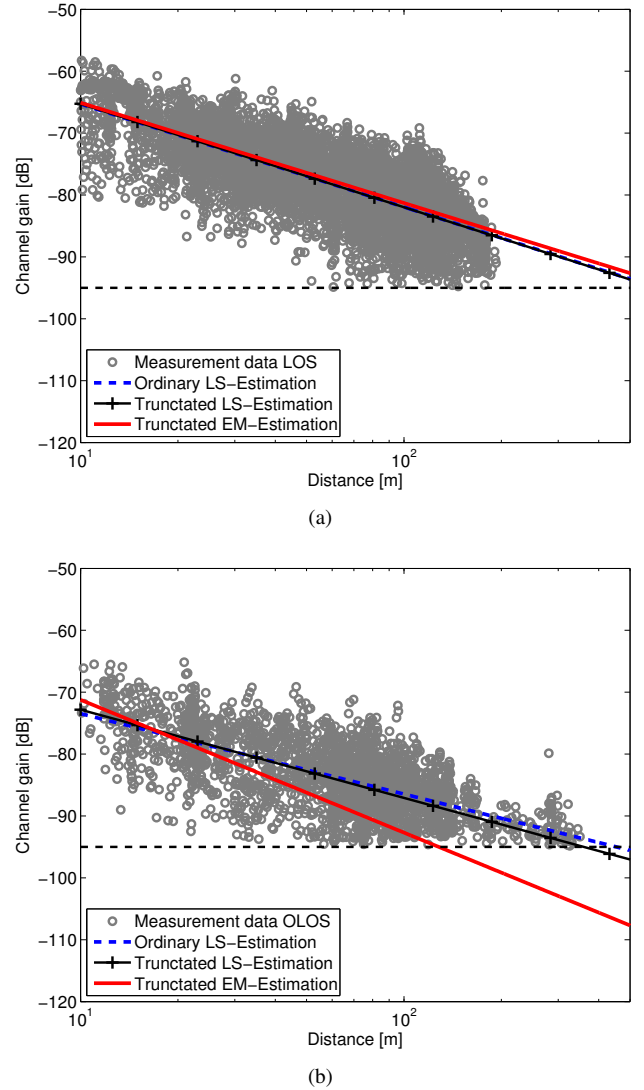 −50
−60
−70
−80
−90
−100
−110
−120
Channel gain [dB]
Measurement data LOS
Ordinary LS−Estimation
Trunctated LS−Estimation
Trunctated EM−Estimation
10^1
10^2
Distance [m]
(a)
−50
−60
−70
−80
−90
−100
−110
−120
Channel gain [dB]
Measurement data OLOS
Ordinary LS−Estimation
Trunctated LS−Estimation
Trunctated EM−Estimation
10^1
10^2
Distance [m]
(b)